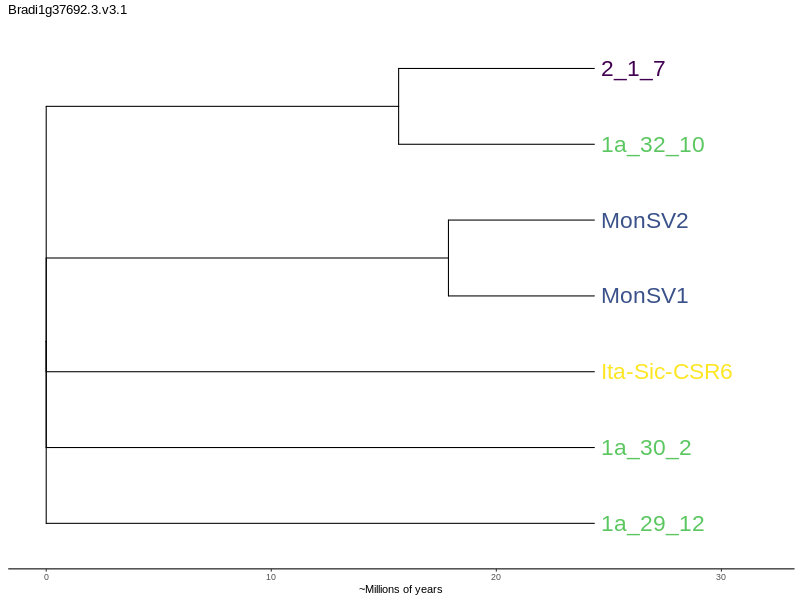 Bradi1g37692.3.v3.1
2_1_7
1a_32_10
MonSV2
MonSV1
Ita-Sic-CSR6
1a_30_2
1a_29_12
0 10 20 30
~Millions of years